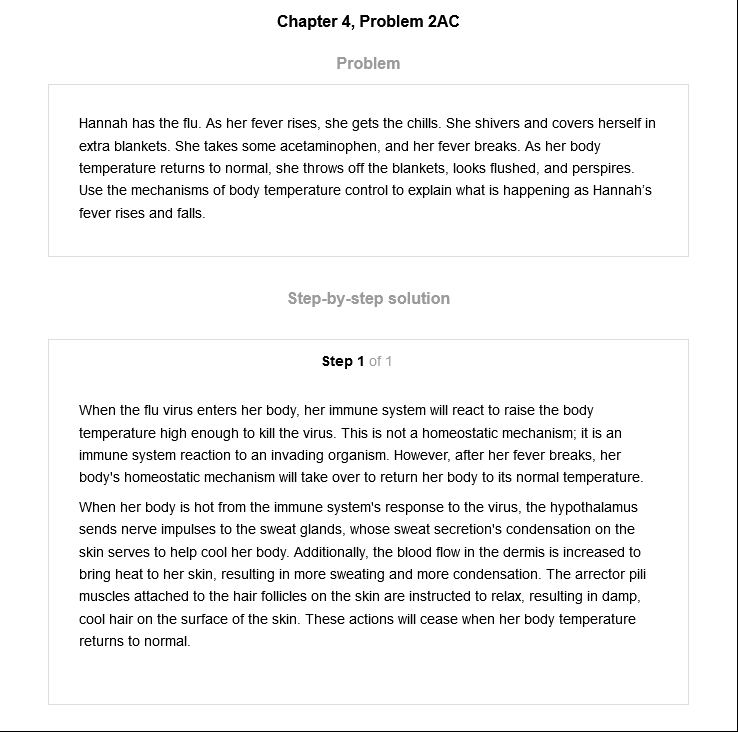 Chapter 4, Problem 2AC
Problem
Hannah has the flu. As her fever rises, she gets the chills. She shivers and covers herself in
extra blankets. She takes some acetaminophen, and her fever breaks. As her body
temperature returns to normal, she throws off the blankets, looks flushed, and perspires.
Use the mechanisms of body temperature control to explain what is happening as Hannah's
fever rises and falls.
Step-by-step solution
Step 1 of 1
When the flu virus enters her body, her immune system will react to raise the body
temperature high enough to kill the virus. This is not a homeostatic mechanism; it is an
immune system reaction to an invading organism. However, after her fever breaks, her
body's homeostatic mechanism will take over to return her body to its normal temperature.
When her body is hot from the immune system's response to the virus, the hypothalamus
sends nerve impulses to the sweat glands, whose sweat secretion's condensation on the
skin serves to help cool her body. Additionally, the blood flow in the dermis is increased to
bring heat to her skin, resulting in more sweating and more condensation. The arrector pili
muscles attached to the hair follicles on the skin are instructed to relax, resulting in damp,
cool hair on the surface of the skin. These actions will cease when her body temperature
returns to normal.